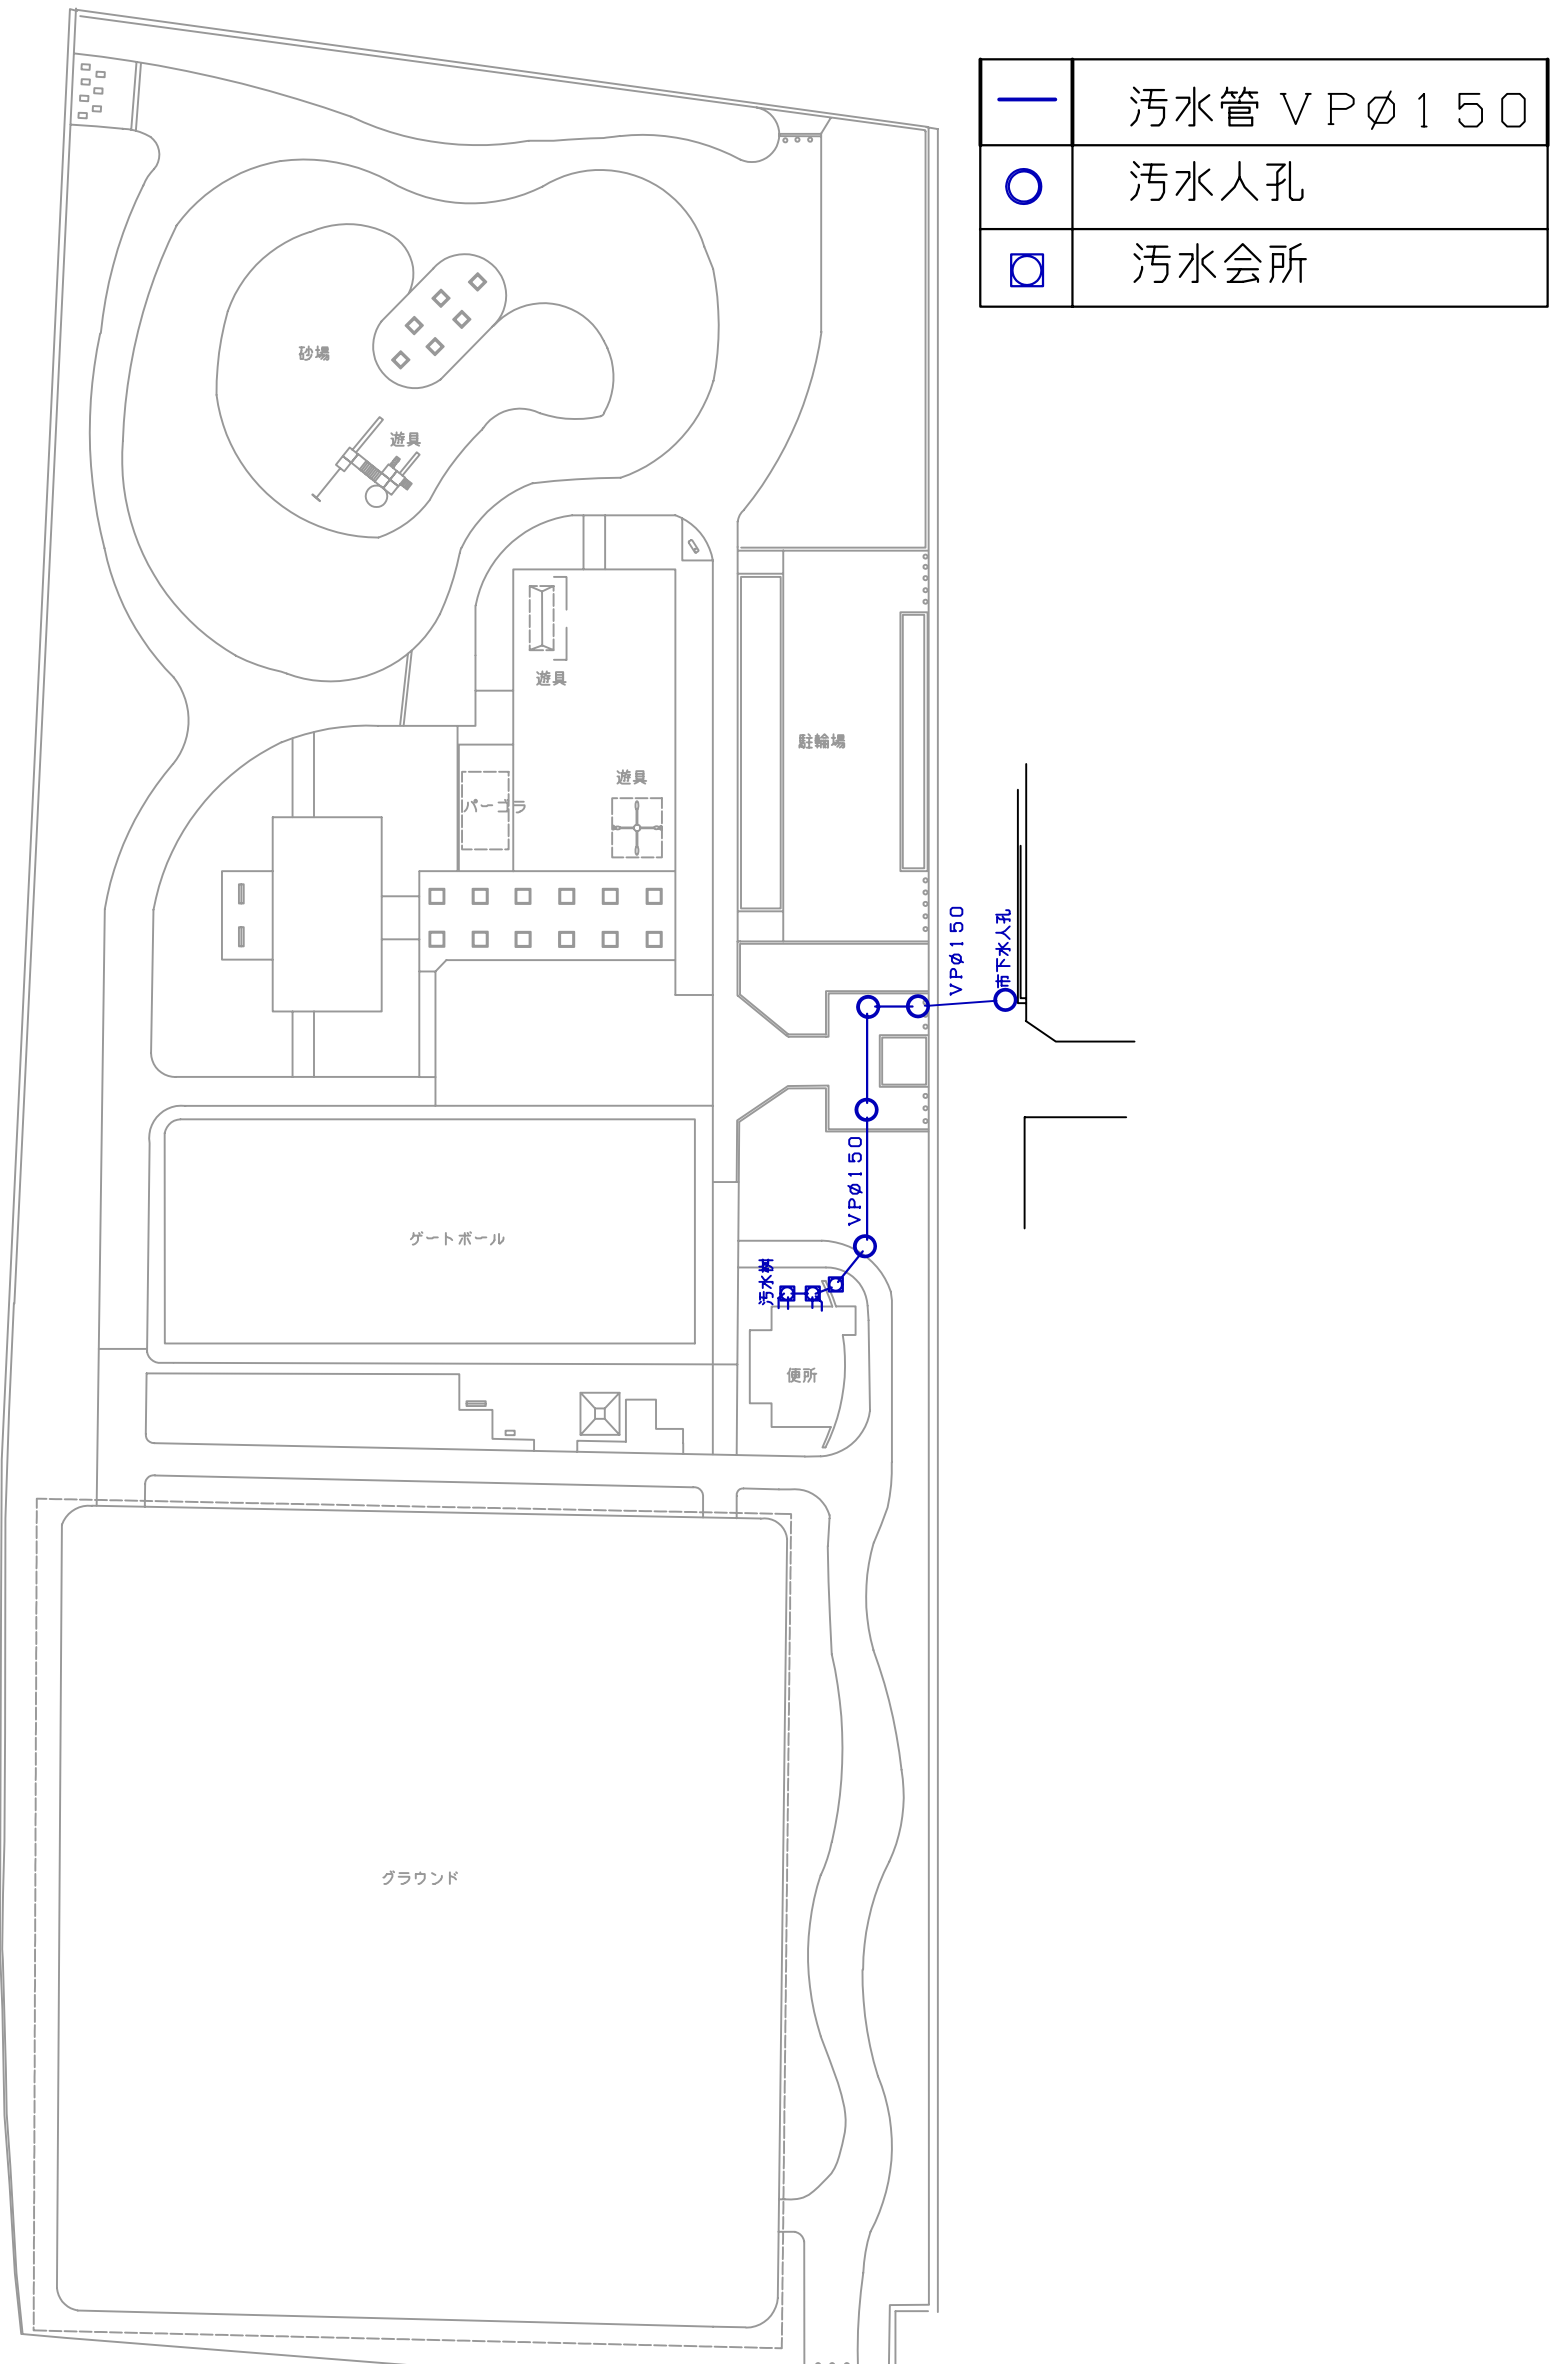 汚水管 VPØ150
汚水人孔
汚水会所
砂場
遊具
遊具
駐輪場
遊具
パーゴラ
VPØ150
市下水人孔
VPØ150
ゲートボール
汚水桝
便所
グラウンド